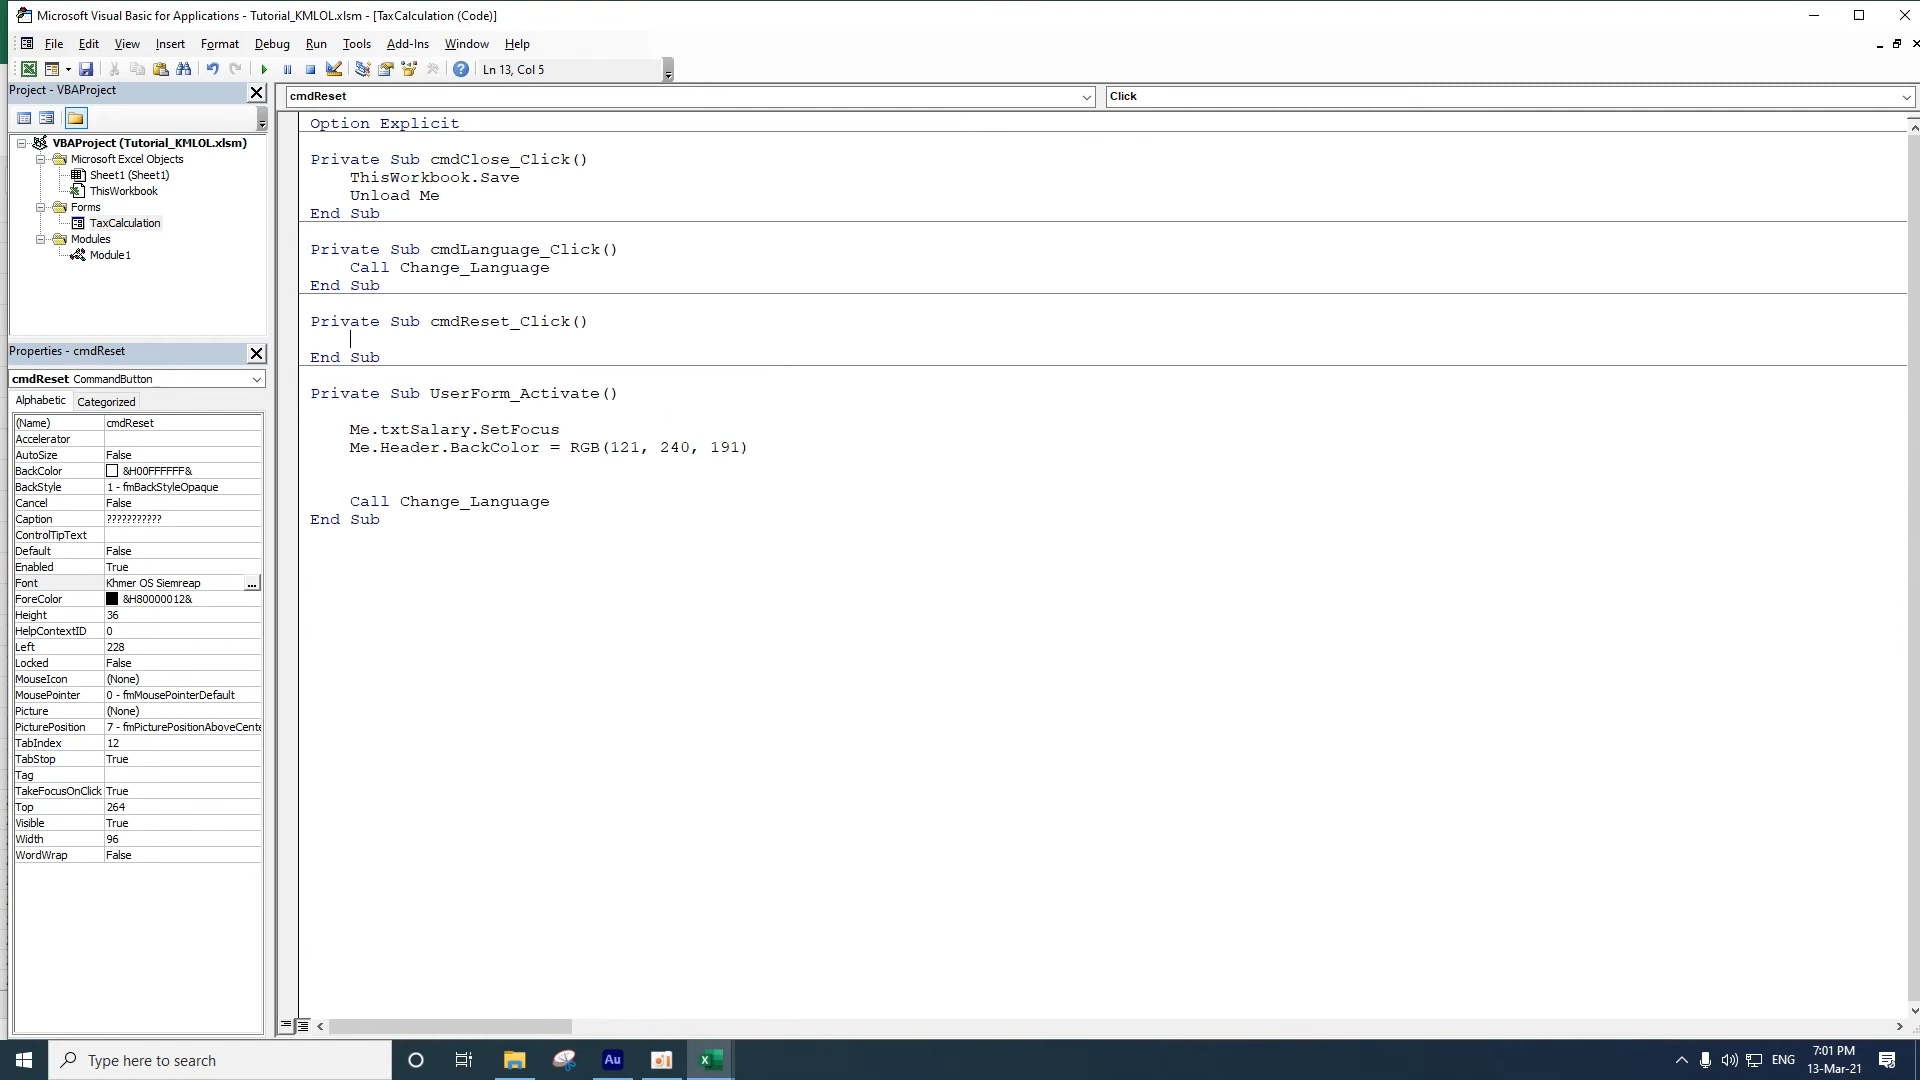 Microsoft Visual Basic for Applications - Tutorial_KMLOL.xlsm - [TaxCalculation (Code)]
File Edit View Insert Format Debug Run Tools Add-Ins Window Help
Ln 13, Col 5
Project - VBAProject
VBAProject (Tutorial_KMLOL.xlsm)
Microsoft Excel Objects
Sheet1 (Sheet1)
ThisWorkbook
Forms
TaxCalculation
Modules
Module1
Properties - cmdReset
cmdReset CommandButton
Alphabetic Categorized
(Name) cmdReset
Accelerator
AutoSize False
BackColor &H00FFFFFF&
BackStyle 1 - fmBackStyleOpaque
Cancel False
Caption ???????????
ControlTipText
Default False
Enabled True
Font Khmer OS Siemreap ...
ForeColor &H80000012&
Height 36
HelpContextID 0
Left 228
Locked False
MouseIcon (None)
MousePointer 0 - fmMousePointerDefault
Picture (None)
PicturePosition 7 - fmPicturePositionAboveCente
TabIndex 12
TabStop True
Tag
TakeFocusOnClick True
Top 264
Visible True
Width 96
WordWrap False
cmdReset Click
Option Explicit
Private Sub cmdClose_Click()
ThisWorkbook.Save
Unload Me
End Sub
Private Sub cmdLanguage_Click()
Call Change_Language
End Sub
Private Sub cmdReset_Click()
End Sub
Private Sub UserForm_Activate()
Me.txtSalary.SetFocus
Me.Header.BackColor = RGB(121, 240, 191)
Call Change_Language
End Sub
Type here to search
Au
ENG
7:01 PM
13-Mar-21